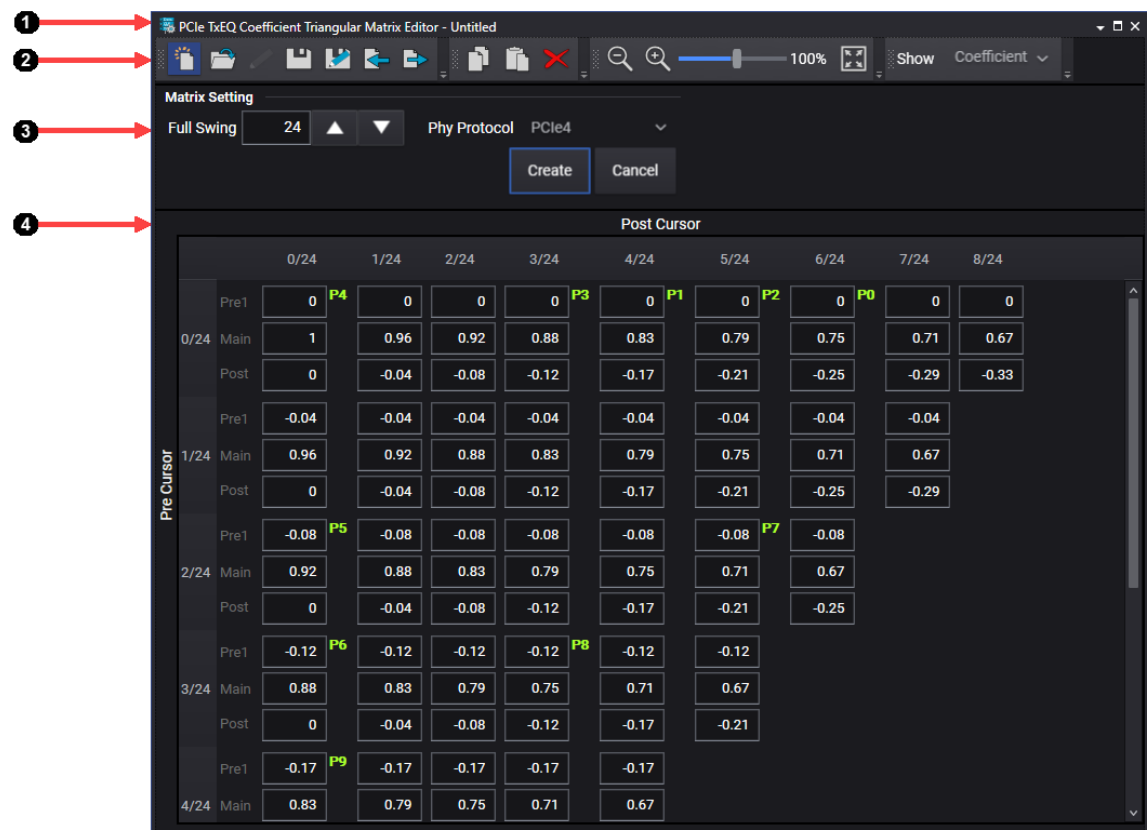 1
PCIe TxEQ Coefficient Triangular Matrix Editor - Untitled
2
100%
Show
Coefficient
Matrix Setting
3
Full Swing
24
Phy Protocol
PCIe4
Create
Cancel
4
Post Cursor
0/24 1/24 2/24 3/24 4/24 5/24 6/24 7/24 8/24
Pre Cursor
Pre1 0 P4 0 0 0 P3 0 P1 0 P2 0 P0 0 0
0/24 Main 1 0.96 0.92 0.88 0.83 0.79 0.75 0.71 0.67
Post 0 -0.04 -0.08 -0.12 -0.17 -0.21 -0.25 -0.29 -0.33
Pre1 -0.04 -0.04 -0.04 -0.04 -0.04 -0.04 -0.04 -0.04
1/24 Main 0.96 0.92 0.88 0.83 0.79 0.75 0.71 0.67
Post 0 -0.04 -0.08 -0.12 -0.17 -0.21 -0.25 -0.29
Pre1 -0.08 P5 -0.08 -0.08 -0.08 -0.08 -0.08 P7 -0.08
2/24 Main 0.92 0.88 0.83 0.79 0.75 0.71 0.67
Post 0 -0.04 -0.08 -0.12 -0.17 -0.21 -0.25
Pre1 -0.12 P6 -0.12 -0.12 -0.12 P8 -0.12 -0.12
3/24 Main 0.88 0.83 0.79 0.75 0.71 0.67
Post 0 -0.04 -0.08 -0.12 -0.17 -0.21
Pre1 -0.17 P9 -0.17 -0.17 -0.17 -0.17
4/24 Main 0.83 0.79 0.75 0.71 0.67